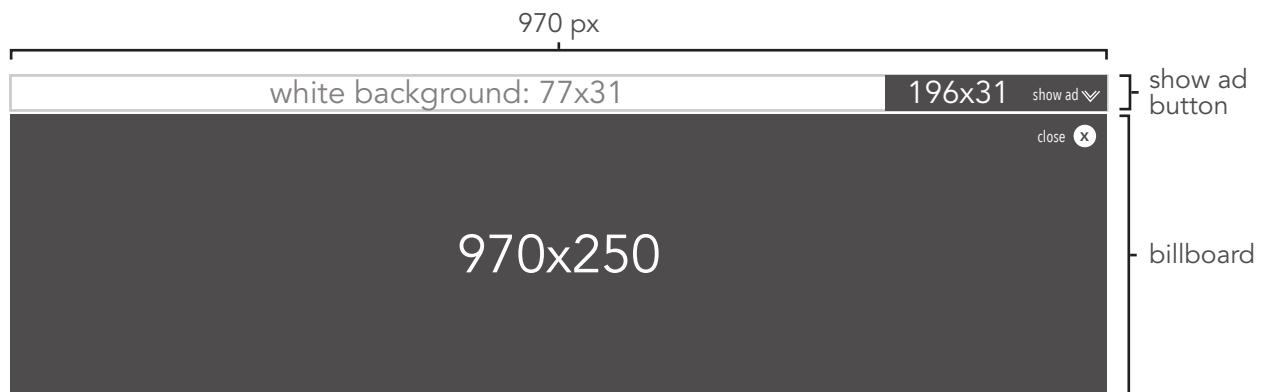 970 px
white background: 77x31
196x31
show ad
show ad
button
close X
970x250
billboard